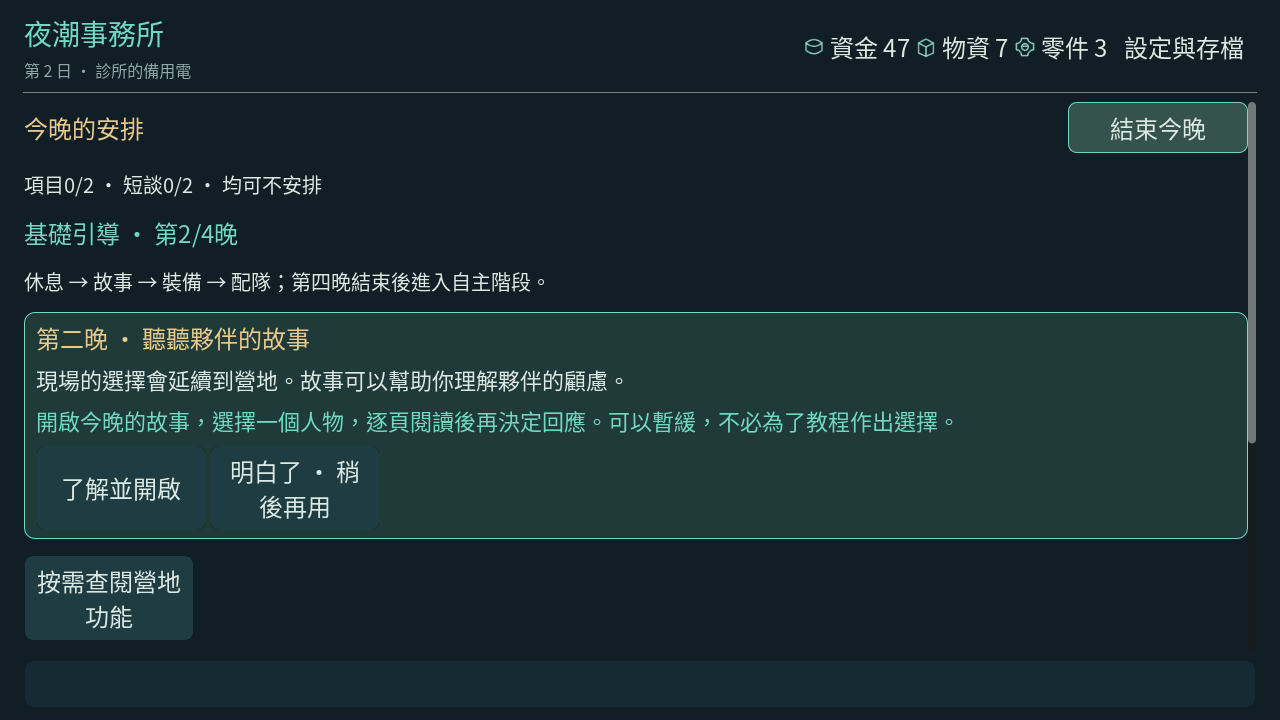 夜潮事務所
第 2 日 · 診所的備用電
資金 47 物資 7 零件 3 設定與存檔
今晚的安排
結束今晚
項目0/2 · 短談0/2 · 均可不安排
基礎引導 · 第2/4晚
休息 → 故事 → 裝備 → 配隊；第四晚結束後進入自主階段。
第二晚 · 聽聽夥伴的故事
現場的選擇會延續到營地。故事可以幫助你理解夥伴的顧慮。
開啟今晚的故事，選擇一個人物，逐頁閱讀後再決定回應。可以暫緩，不必為了教程作出選擇。
了解並開啟
明白了 · 稍
後再用
按需查閱營地
功能